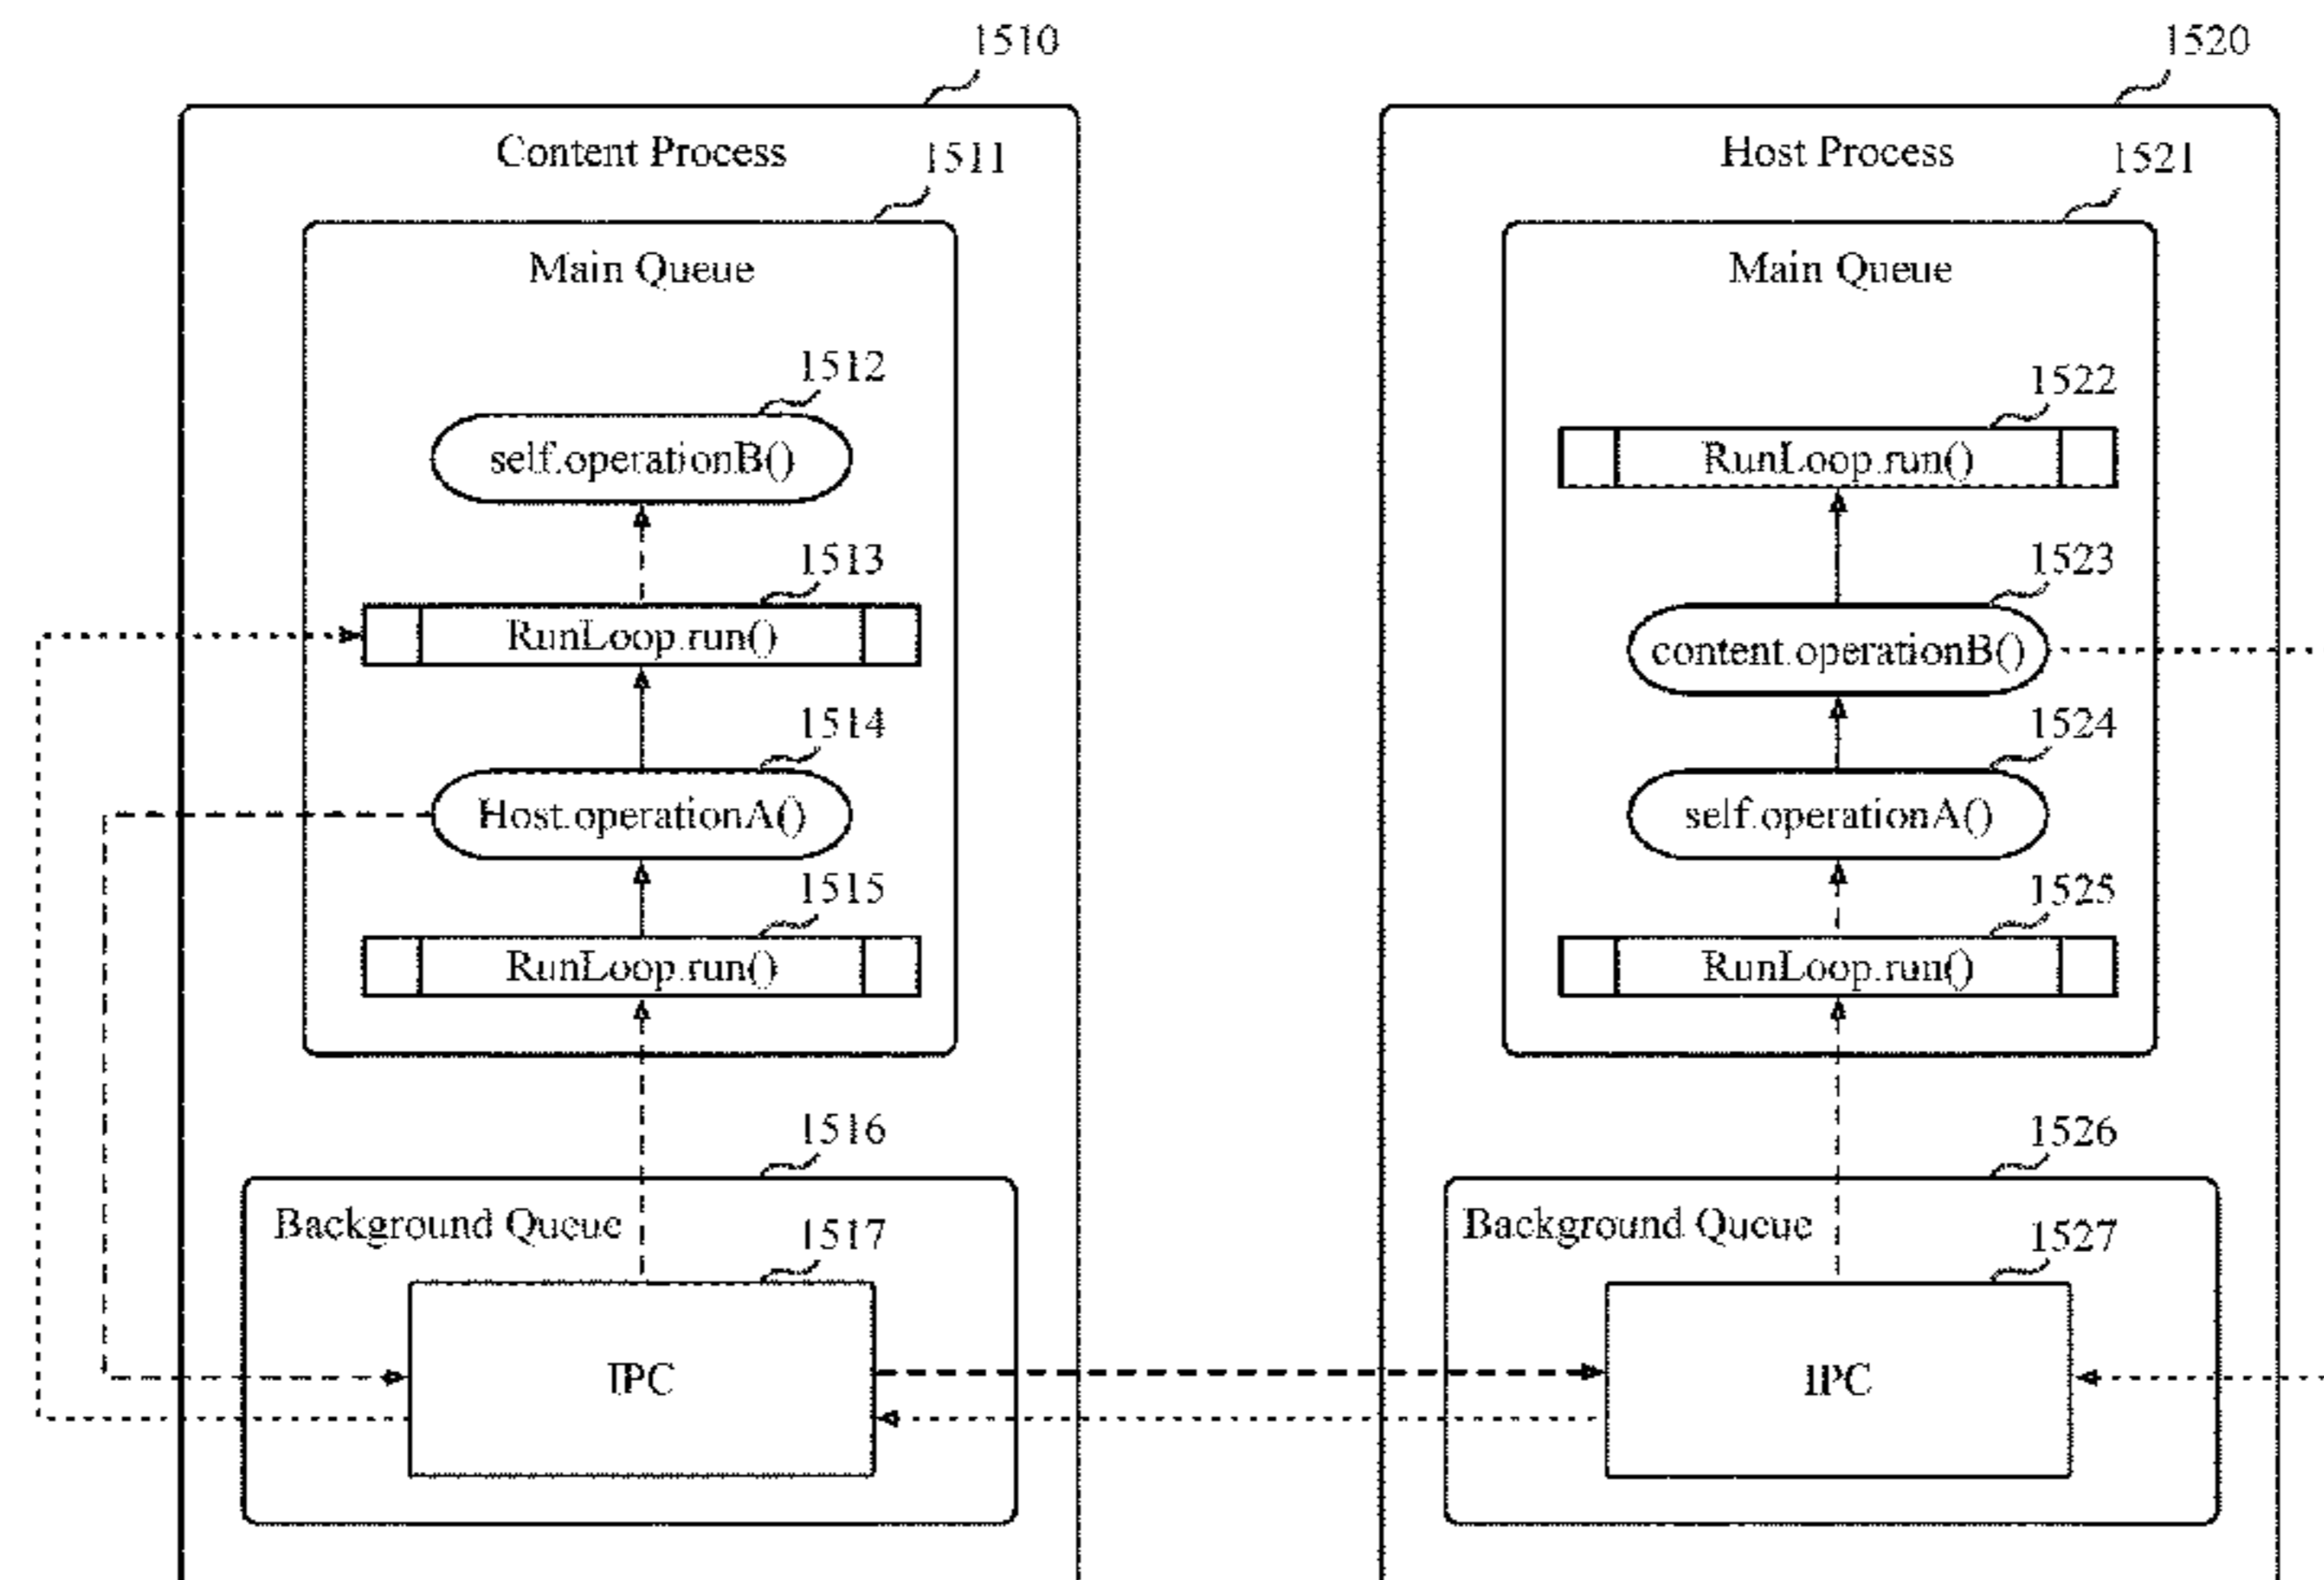 1510
Content Process
1511
Main Queue
1512
self.operationB()
1513
RunLoop.run()
1514
Host.operationA()
1515
RunLoop.run()
1516
Background Queue
1517
IPC
1520
Host Process
1521
Main Queue
1522
RunLoop.run()
1523
content.operationB()
1524
self.operationA()
1525
RunLoop.run()
1526
Background Queue
1527
IPC